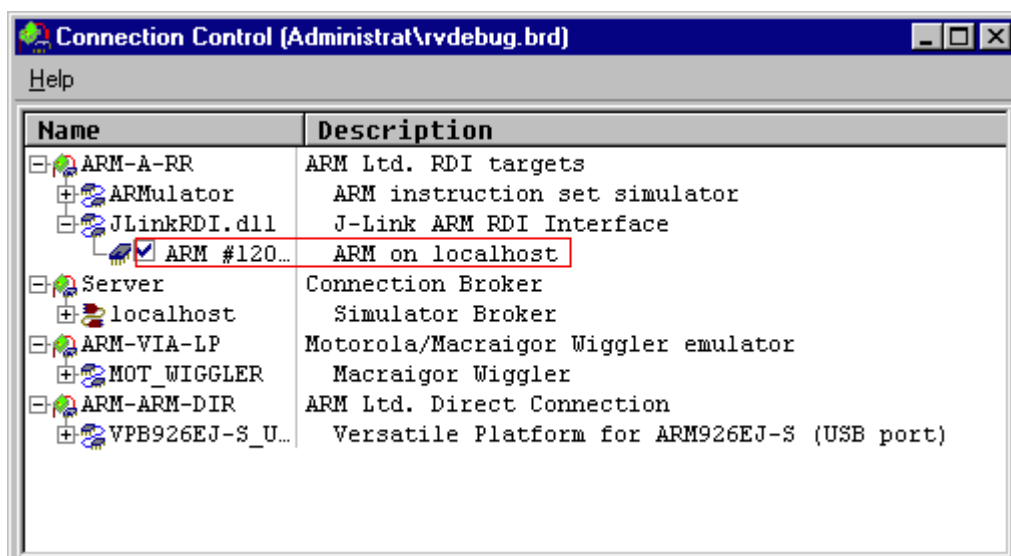 Connection Control (Administrat\rvdebug.brd)
Help
Name Description
ARM-A-RR ARM Ltd. RDI targets
ARMulator ARM instruction set simulator
JLinkRDI.dll J-Link ARM RDI Interface
ARM #120… ARM on localhost
Server Connection Broker
localhost Simulator Broker
ARM-VIA-LP Motorola/Macraigor Wiggler emulator
MOT_WIGGLER Macraigor Wiggler
ARM-ARM-DIR ARM Ltd. Direct Connection
VPB926EJ-S_U… Versatile Platform for ARM926EJ-S (USB port)